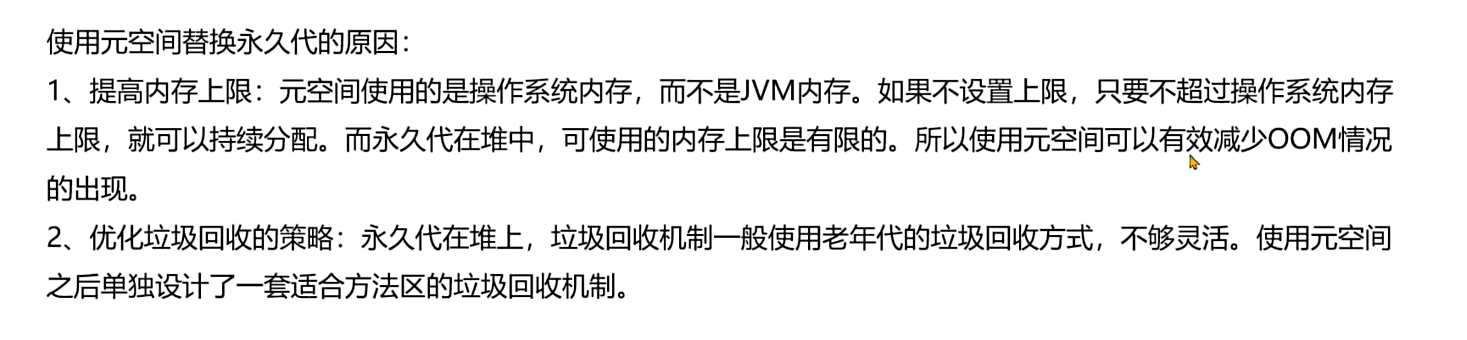 使用元空间替换永久代的原因：
1、提高内存上限：元空间使用的是操作系统内存，而不是JVM内存。如果不设置上限，只要不超过操作系统内存
上限，就可以持续分配。而永久代在堆中，可使用的内存上限是有限的。所以使用元空间可以有效减少OOM情况
的出现。
2、优化垃圾回收的策略：永久代在堆上，垃圾回收机制一般使用老年代的垃圾回收方式，不够灵活。使用元空间
之后单独设计了一套适合方法区的垃圾回收机制。